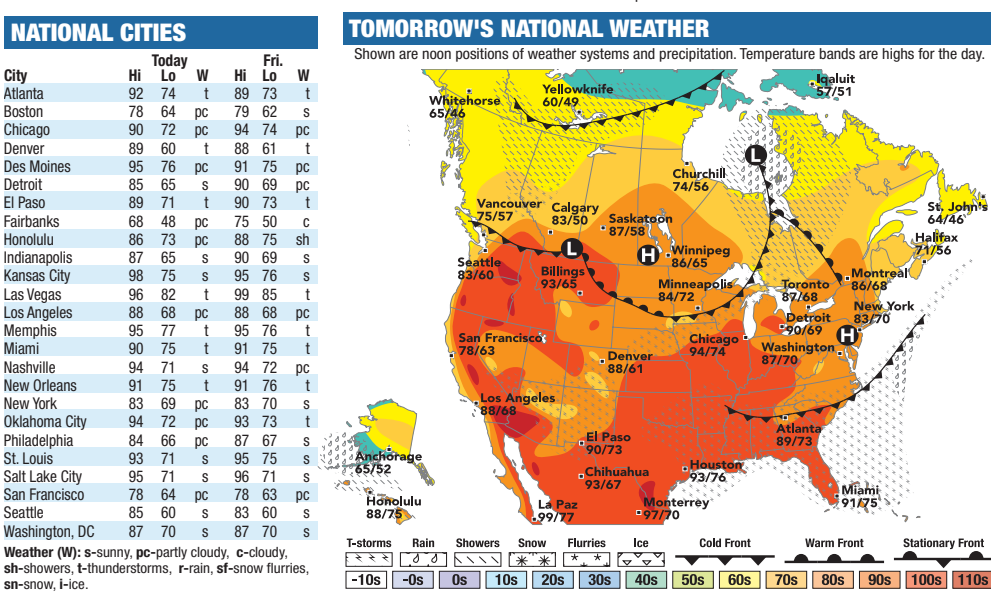 NATIONAL CITIES
Today Fri.
City Hi Lo W Hi Lo W
Atlanta 92 74 t 89 73 t
Boston 78 64 pc 79 62 s
Chicago 90 72 pc 94 74 pc
Denver 89 60 t 88 61 t
Des Moines 95 76 pc 91 75 pc
Detroit 85 65 s 90 69 pc
El Paso 89 71 t 90 73 t
Fairbanks 68 48 pc 75 50 c
Honolulu 86 73 pc 88 75 sh
Indianapolis 87 65 s 90 69 s
Kansas City 98 75 s 95 76 s
Las Vegas 96 82 t 99 85 t
Los Angeles 88 68 pc 88 68 pc
Memphis 95 77 t 95 76 t
Miami 90 75 t 91 75 t
Nashville 94 71 s 94 72 pc
New Orleans 91 75 t 91 76 t
New York 83 69 pc 83 70 s
Oklahoma City 94 72 pc 93 73 t
Philadelphia 84 66 pc 87 67 s
St. Louis 93 71 s 95 75 s
Salt Lake City 95 71 s 96 71 s
San Francisco 78 64 pc 78 63 pc
Seattle 85 60 s 83 60 s
Washington, DC 87 70 s 87 70 s
Weather (W): s-sunny, pc-partly cloudy, c-cloudy,
sh-showers, t-thunderstorms, r-rain, sf-snow flurries,
sn-snow, i-ice.
TOMORROW'S NATIONAL WEATHER
Shown are noon positions of weather systems and precipitation. Temperature bands are highs for the day.
Iqaluit
57/51
Yellowknife
60/49
Whitehorse
65/46
L
Churchill
74/56
Vancouver
75/57
Calgary
83/50
Saskatoon
87/58
St. John's
64/46
Halifax
71/56
L
H
Winnipeg
86/65
Seattle
83/60
Billings
93/65
Minneapolis
84/72
Toronto
87/68
Montreal
86/68
New York
83/70
Detroit
90/69
H
San Francisco
78/63
Chicago
94/74
Washington
87/70
Denver
88/61
Los Angeles
88/68
Atlanta
89/73
El Paso
90/73
Anchorage
65/52
Chihuahua
93/67
Houston
93/76
Miami
91/75
Honolulu
88/75
La Paz
99/77
Monterrey
97/70
T-storms Rain Showers Snow Flurries Ice Cold Front Warm Front Stationary Front
-10s -0s 0s 10s 20s 30s 40s 50s 60s 70s 80s 90s 100s 110s